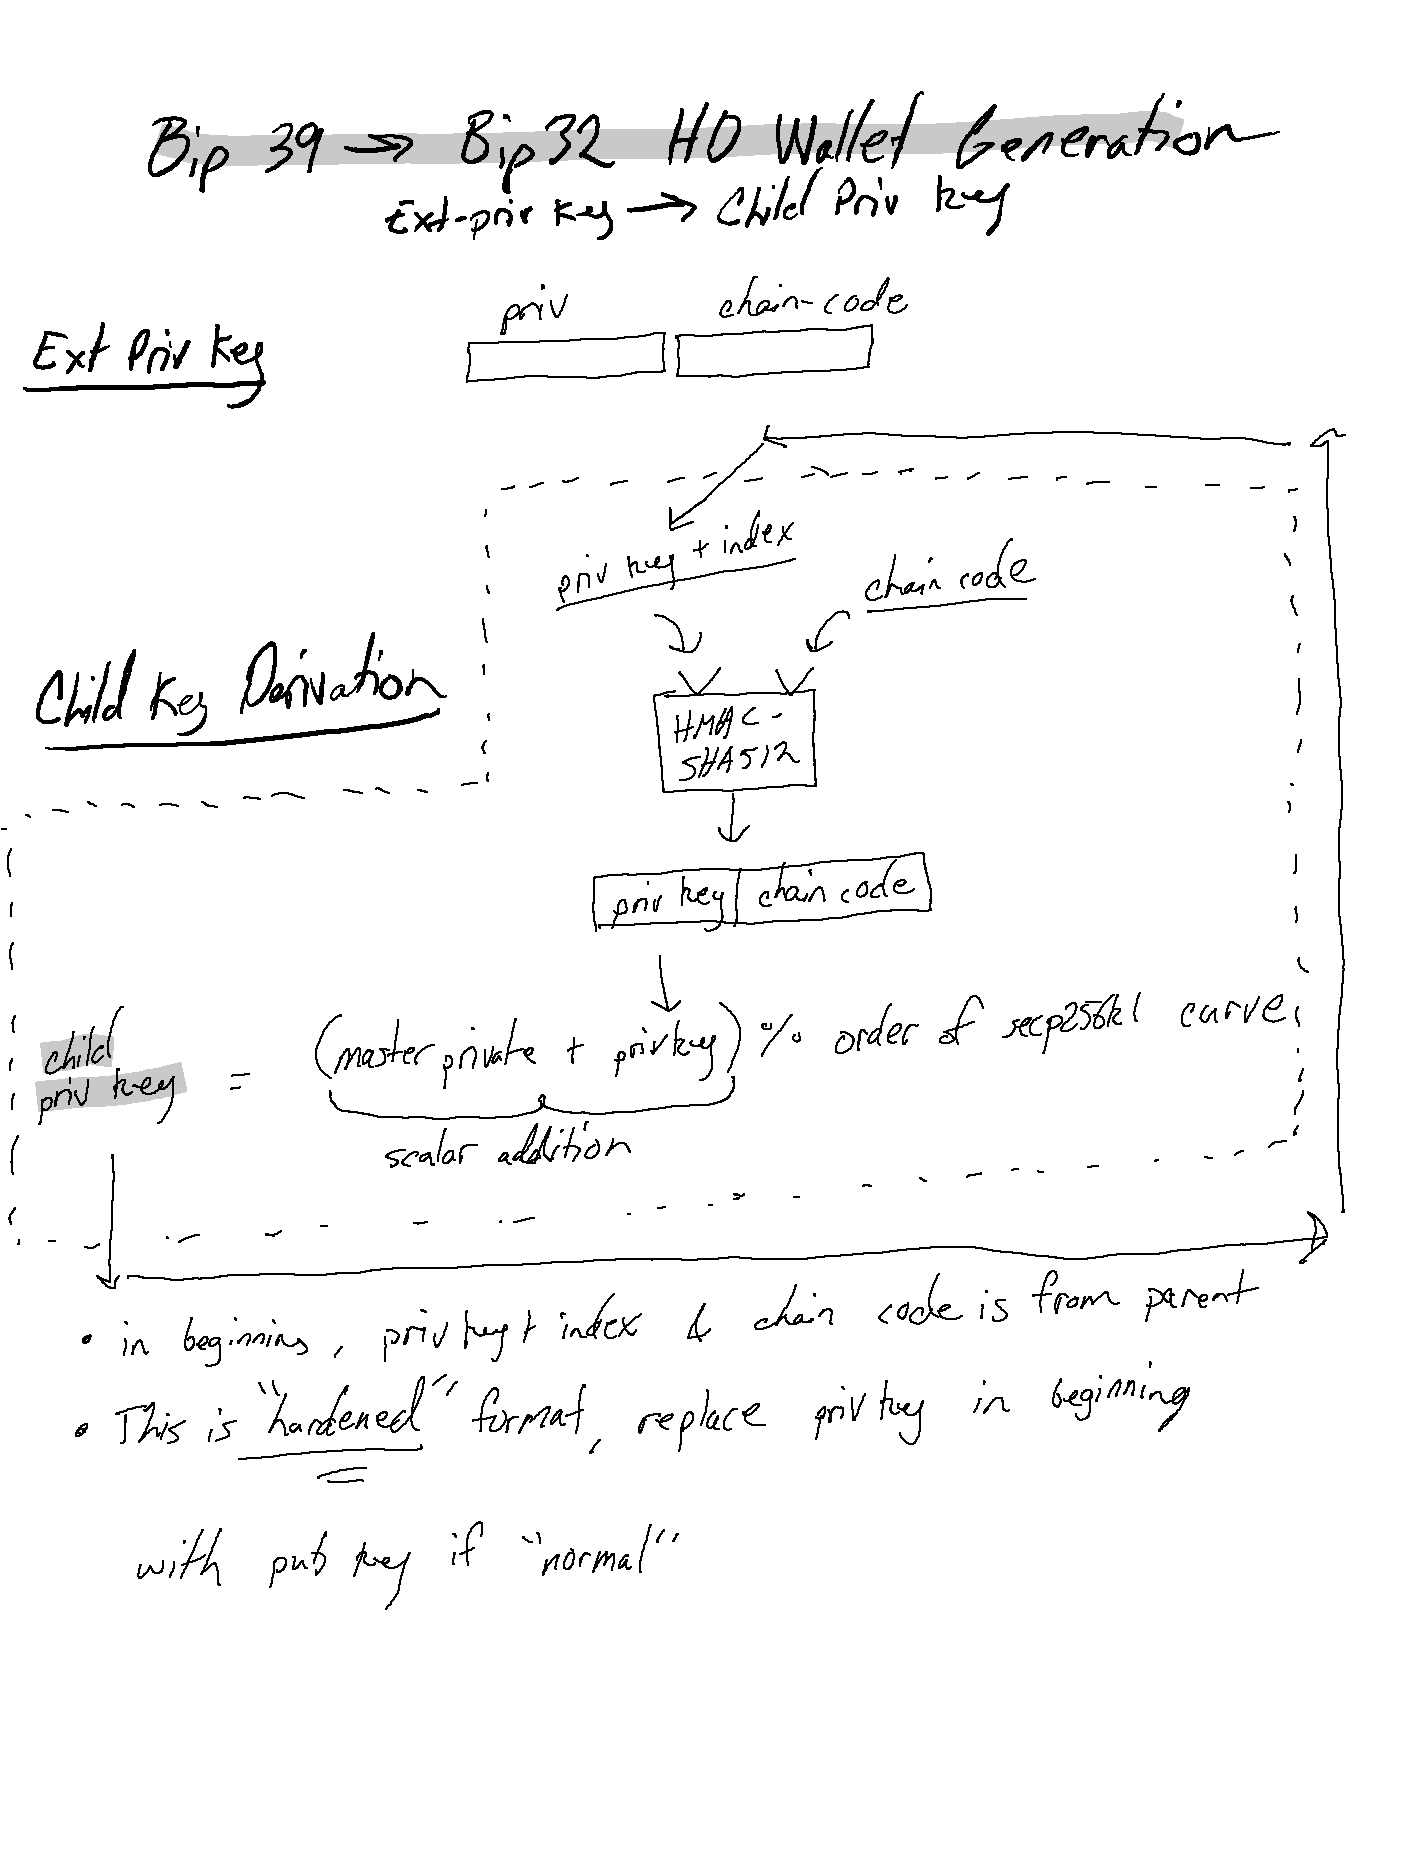 Bip 39 → Bip32 HD Wallet Generation
Ext-priv key → Child Priv key
priv chain-code
Ext Priv Key
priv key + index
chain code
Child Key Derivation
HMAC-
SHA512
priv key | chain code
child
priv key = (master private + privkey) % order of secp256k1 curve
scalar addition
• in beginning, priv key + index & chain code is from parent
• This is "hardened" format, replace priv key in beginning
with pub key if "normal"